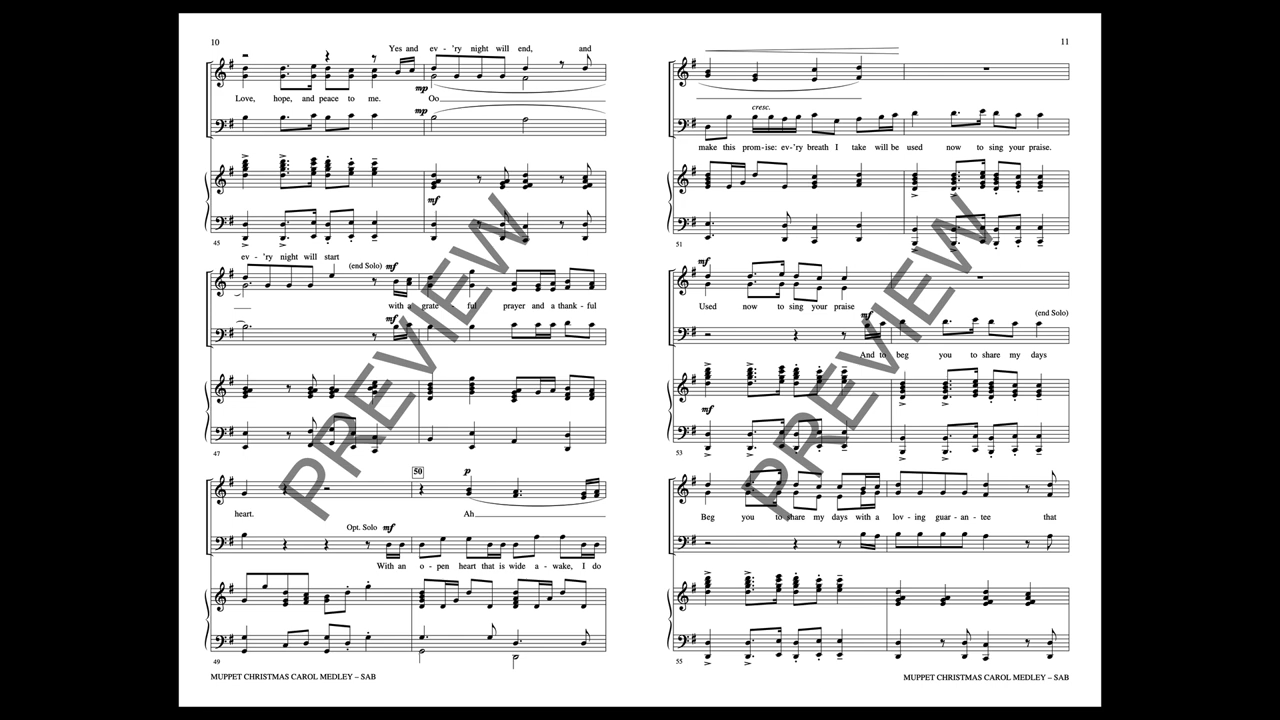 10
Yes and ev - 'ry night will end, and
Love, hope, and peace to me. Oo
mp
mp
mf
45
ev - 'ry night will start
(end Solo) mf
with a grate - ful prayer and a thank - ful
mf
47
50
p
heart. Ah
Opt. Solo mf
With an o - pen heart that is wide a - wake, I do
49
MUPPET CHRISTMAS CAROL MEDLEY – SAB
11
cresc.
make this prom - ise: ev-'ry breath I take will be used now to sing your praise.
51
mf
Used now to sing your praise
mf
(end Solo)
And to beg you to share my days
mf
53
Beg you to share my days with a lov - ing guar - an - tee that
55
MUPPET CHRISTMAS CAROL MEDLEY – SAB
PREVIEW
PREVIEW